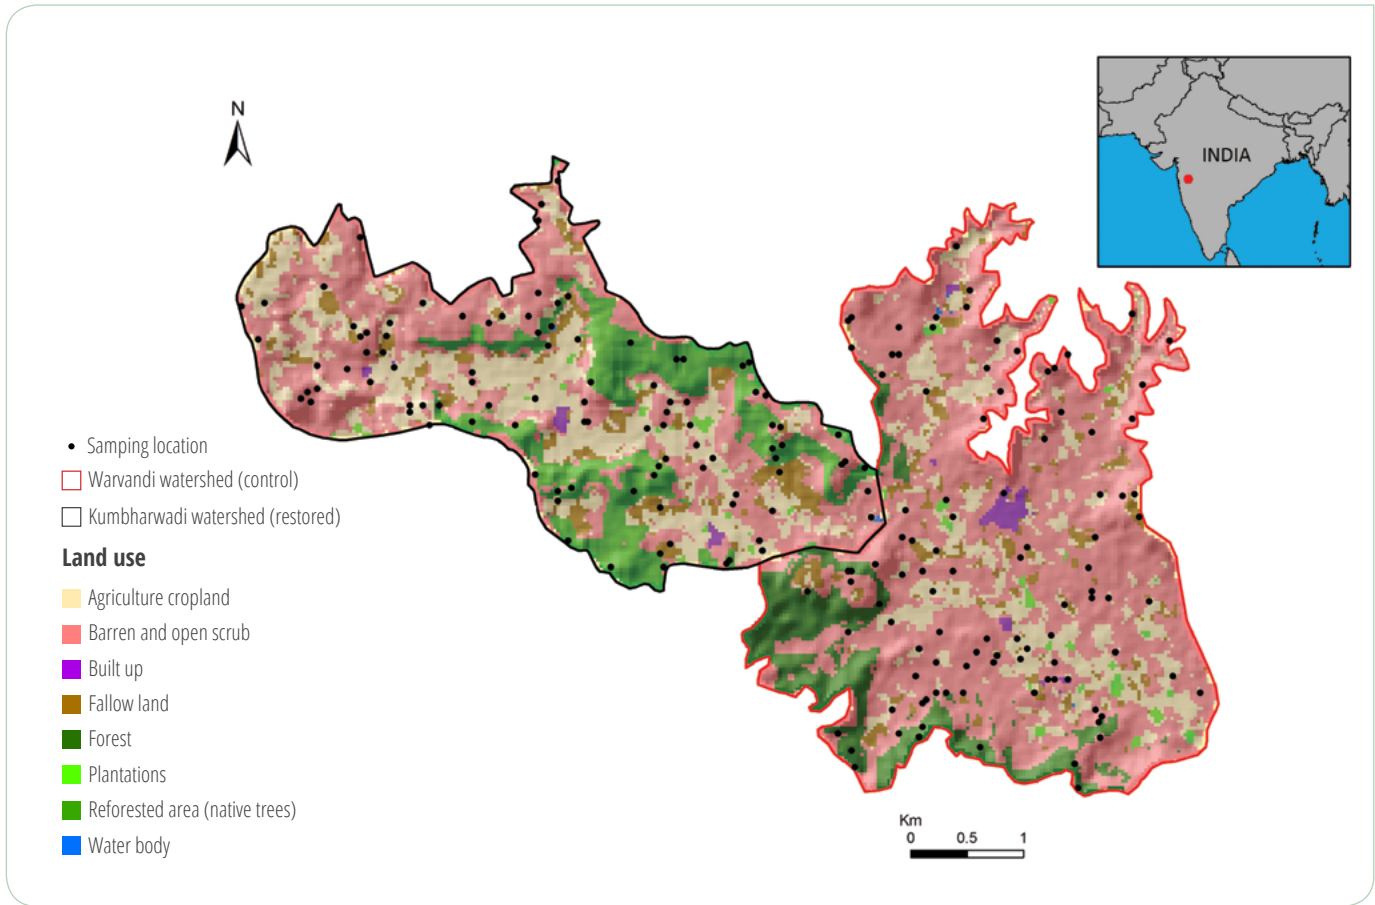 N
INDIA
Samping location
Warvandi watershed (control)
Kumbharwadi watershed (restored)
Land use
Agriculture cropland
Barren and open scrub
Built up
Fallow land
Forest
Plantations
Reforested area (native trees)
Water body
Km
0 0.5 1